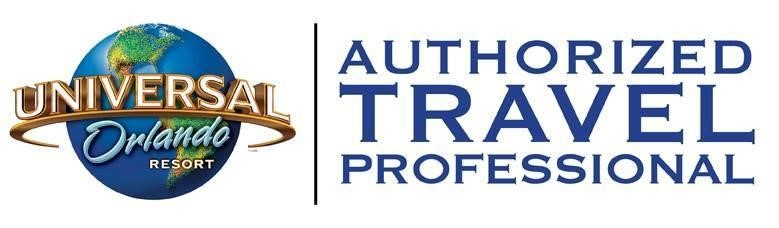 UNIVERSAL
Orlando
RESORT
AUTHORIZED
TRAVEL
PROFESSIONAL